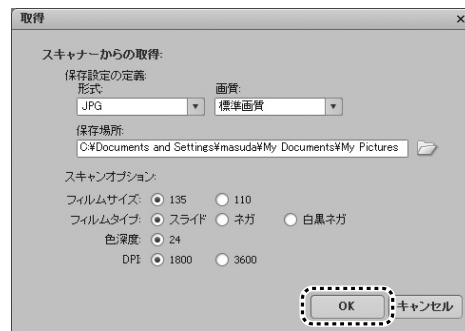 取得 ×
スキャナーからの取得:
保存設定の定義:
形式: 画質:
JPG 標準画質
保存場所:
C:¥Documents and Settings¥masuda¥My Documents¥My Pictures
スキャンオプション:
フィルムサイズ: 135 110
フィルムタイプ: スライド ネガ 白黒ネガ
色深度: 24
DPI: 1800 3600
OK キャンセル